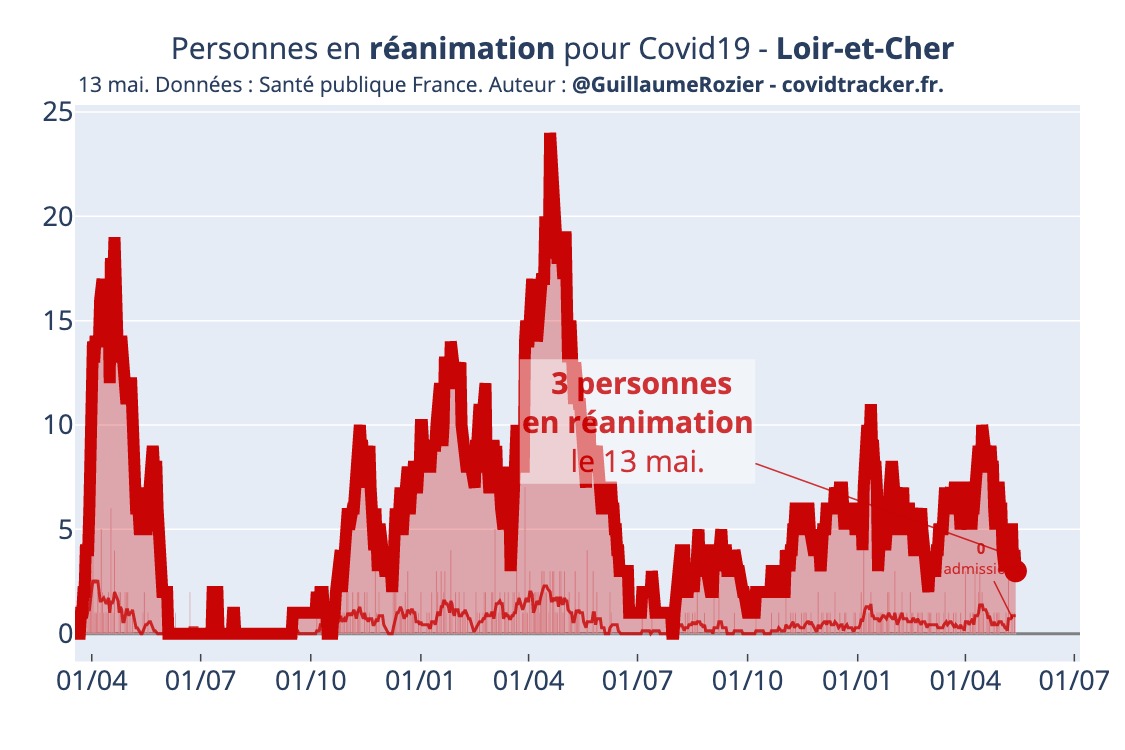 Personnes en réanimation pour Covid19 - Loir-et-Cher
13 mai. Données : Santé publique France. Auteur : @GuillaumeRozier - covidtracker.fr.
25
20
15
10
5
0
3 personnes
en réanimation
le 13 mai.
0
admissio
01/04
01/07
01/10
01/01
01/04
01/07
01/10
01/01
01/04
01/07